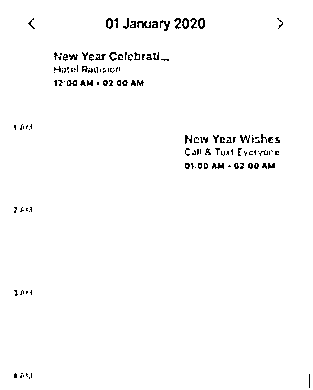 01 January 2020
New Year Celebrati...
Hotel Radision
12:00 AM - 02:00 AM
1 AM
New Year Wishes
Call & Text Everyone
01:00 AM - 02:00 AM
2 AM
3 AM
4 AM